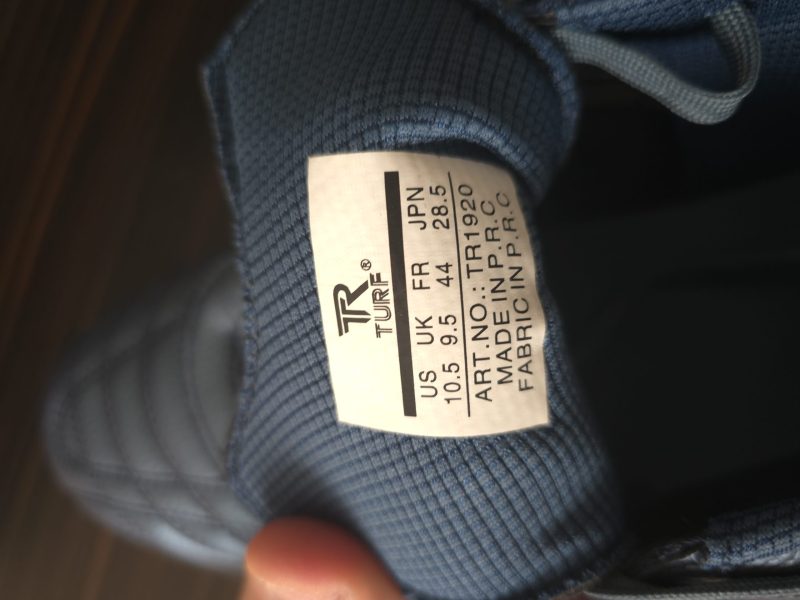 TR
TURF®
US UK FR JPN
10.5 9.5 44 28.5
ART.NO.: TR1920
MADE IN P.R.C
FABRIC IN P.R.C